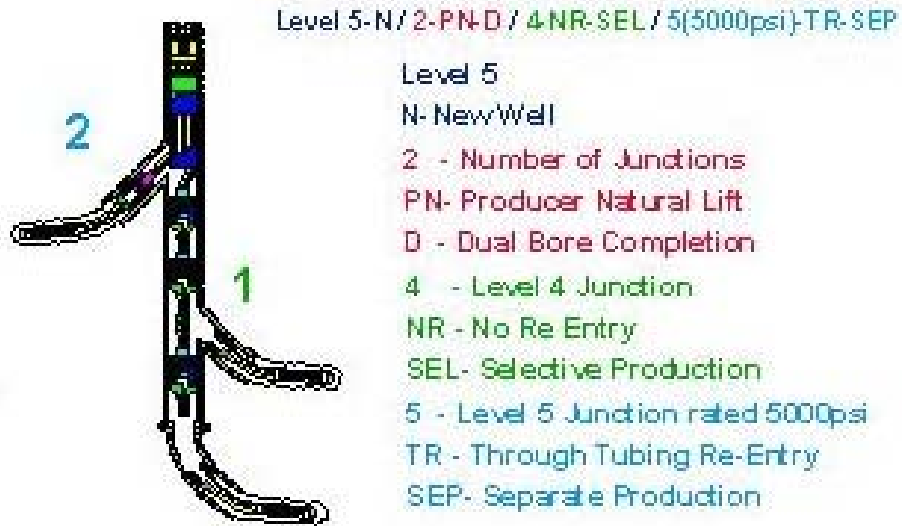 Level 5-N / 2-PN-D / 4-NR-SEL / 5(5000psi)-TR-SEP
Level 5
N- New Well
2 - Number of Junctions
PN- Producer Natural Lift
D - Dual Bore Completion
4 - Level 4 Junction
NR - No Re Entry
SEL- Selective Production
5 - Level 5 Junction rated 5000psi
TR - Through Tubing Re-Entry
SEP- Separate Production
2
1